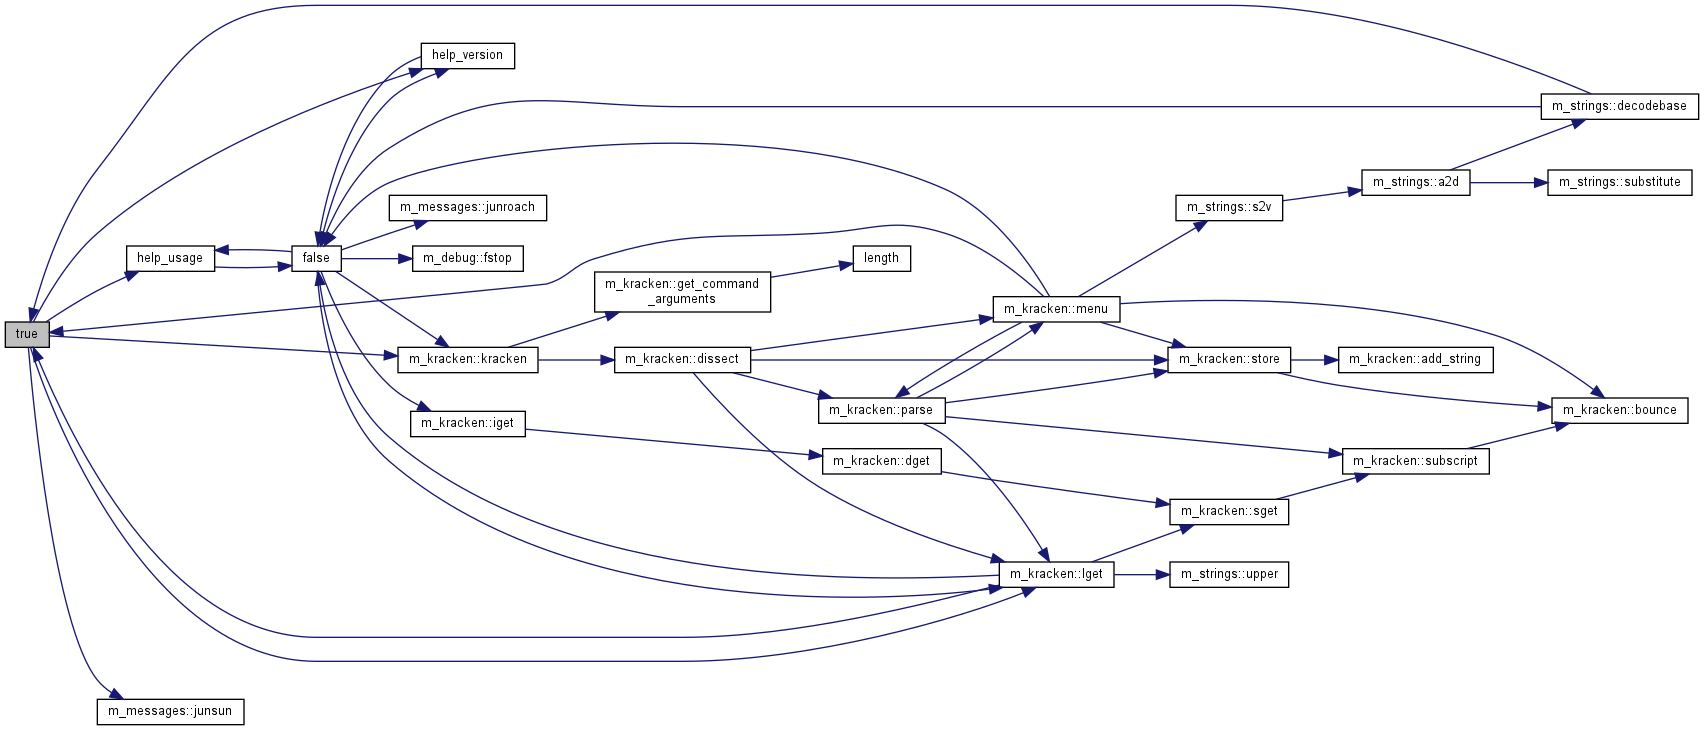 help_version
m_strings::decodebase
m_strings::a2d
m_strings::substitute
m_messages::junroach
m_strings::s2v
help_usage
false
m_debug::fstop
length
m_kracken::get_command
_arguments
m_kracken::menu
true
m_kracken::kracken
m_kracken::dissect
m_kracken::store
m_kracken::add_string
m_kracken::parse
m_kracken::bounce
m_kracken::iget
m_kracken::dget
m_kracken::subscript
m_kracken::sget
m_kracken::lget
m_strings::upper
m_messages::junsun